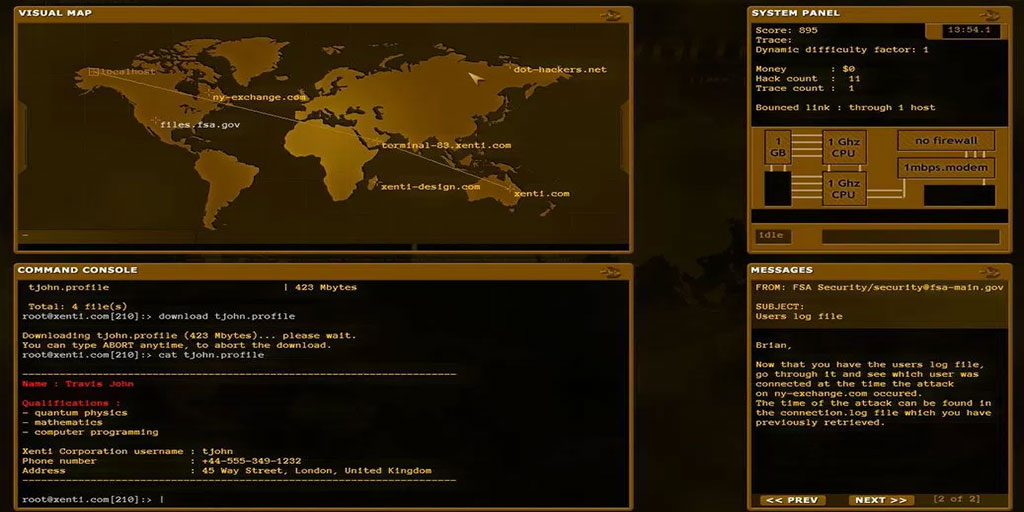 VISUAL MAP
localhost
dot-hackers.net
ny-exchange.com
files.fsa.gov
terminal-83.xenti.com
xenti-design.com
xenti.com
SYSTEM PANEL
Score: 895
13:54.1
Trace:
Dynamic difficulty factor: 1
Money : $0
Hack count : 11
Trace count : 1
Bounced link : through 1 host
1 GB
1 Ghz CPU
no firewall
1mbps.modem
1 Ghz CPU
idle
COMMAND CONSOLE
tjohn.profile | 423 Mbytes
Total: 4 file(s)
root@xenti.com[210]:> download tjohn.profile
Downloading tjohn.profile (423 Mbytes)... please wait.
You can type ABORT anytime, to abort the download.
root@xenti.com[210]:> cat tjohn.profile
Name : Travis John
Qualifications :
- quantum physics
- mathematics
- computer programming
Xenti Corporation username : tjohn
Phone number : +44-555-349-1232
Address : 45 Way Street, London, United Kingdom
root@xenti.com[210]:> |
MESSAGES
FROM: FSA Security/security@fsa-main.gov
SUBJECT:
Users log file
Brian,
Now that you have the users log file,
go through it and see which user was
connected at the time the attack
on ny-exchange.com occured.
The time of the attack can be found in
the connection.log file which you have
previously retrieved.
<< PREV NEXT >> [2 of 2]